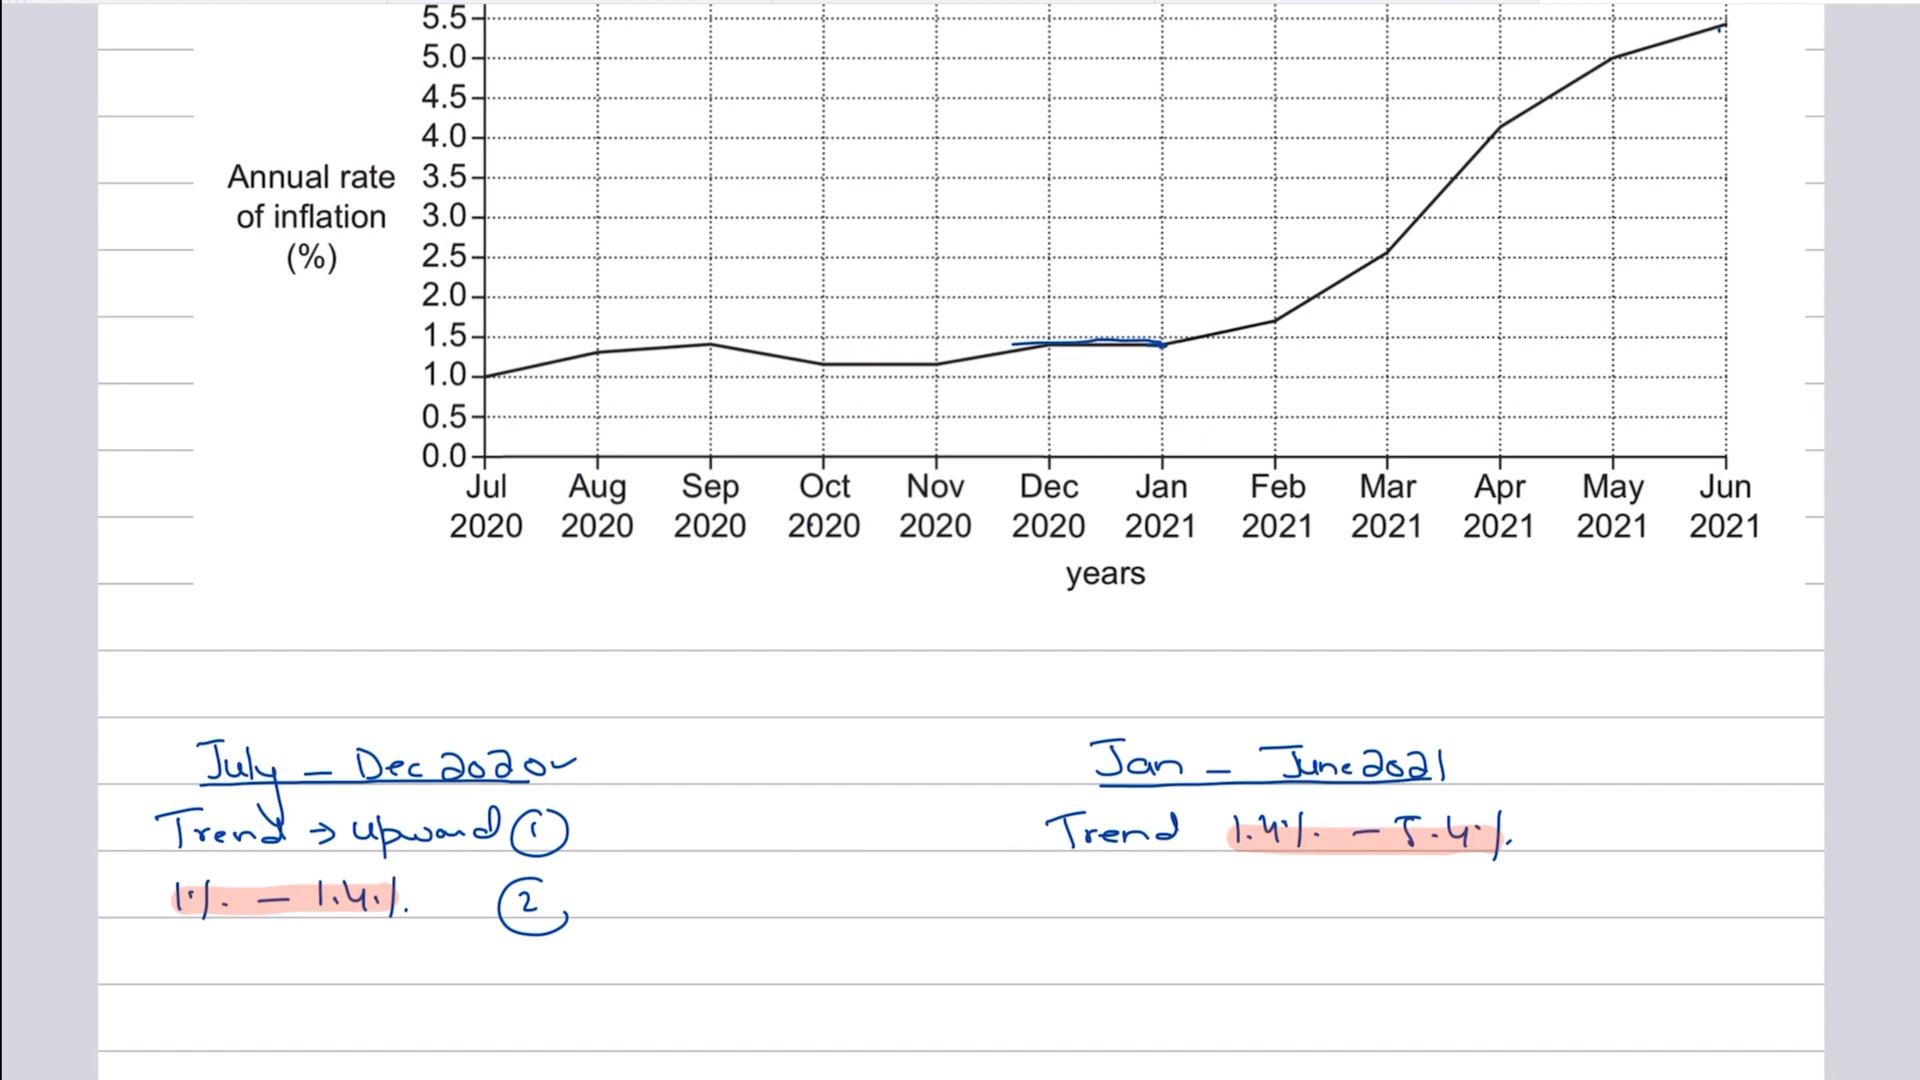 5.5
5.0
4.5
4.0
Annual rate 3.5
of inflation 3.0
(%) 2.5
2.0
1.5
1.0
0.5
0.0
Jul Aug Sep Oct Nov Dec Jan Feb Mar Apr May Jun
2020 2020 2020 2020 2020 2020 2021 2021 2021 2021 2021 2021
years
July – Dec 2020 Jan – June 2021
Trend → upward ① Trend 1.4% – 5.4%.
1% – 1.4%. ②